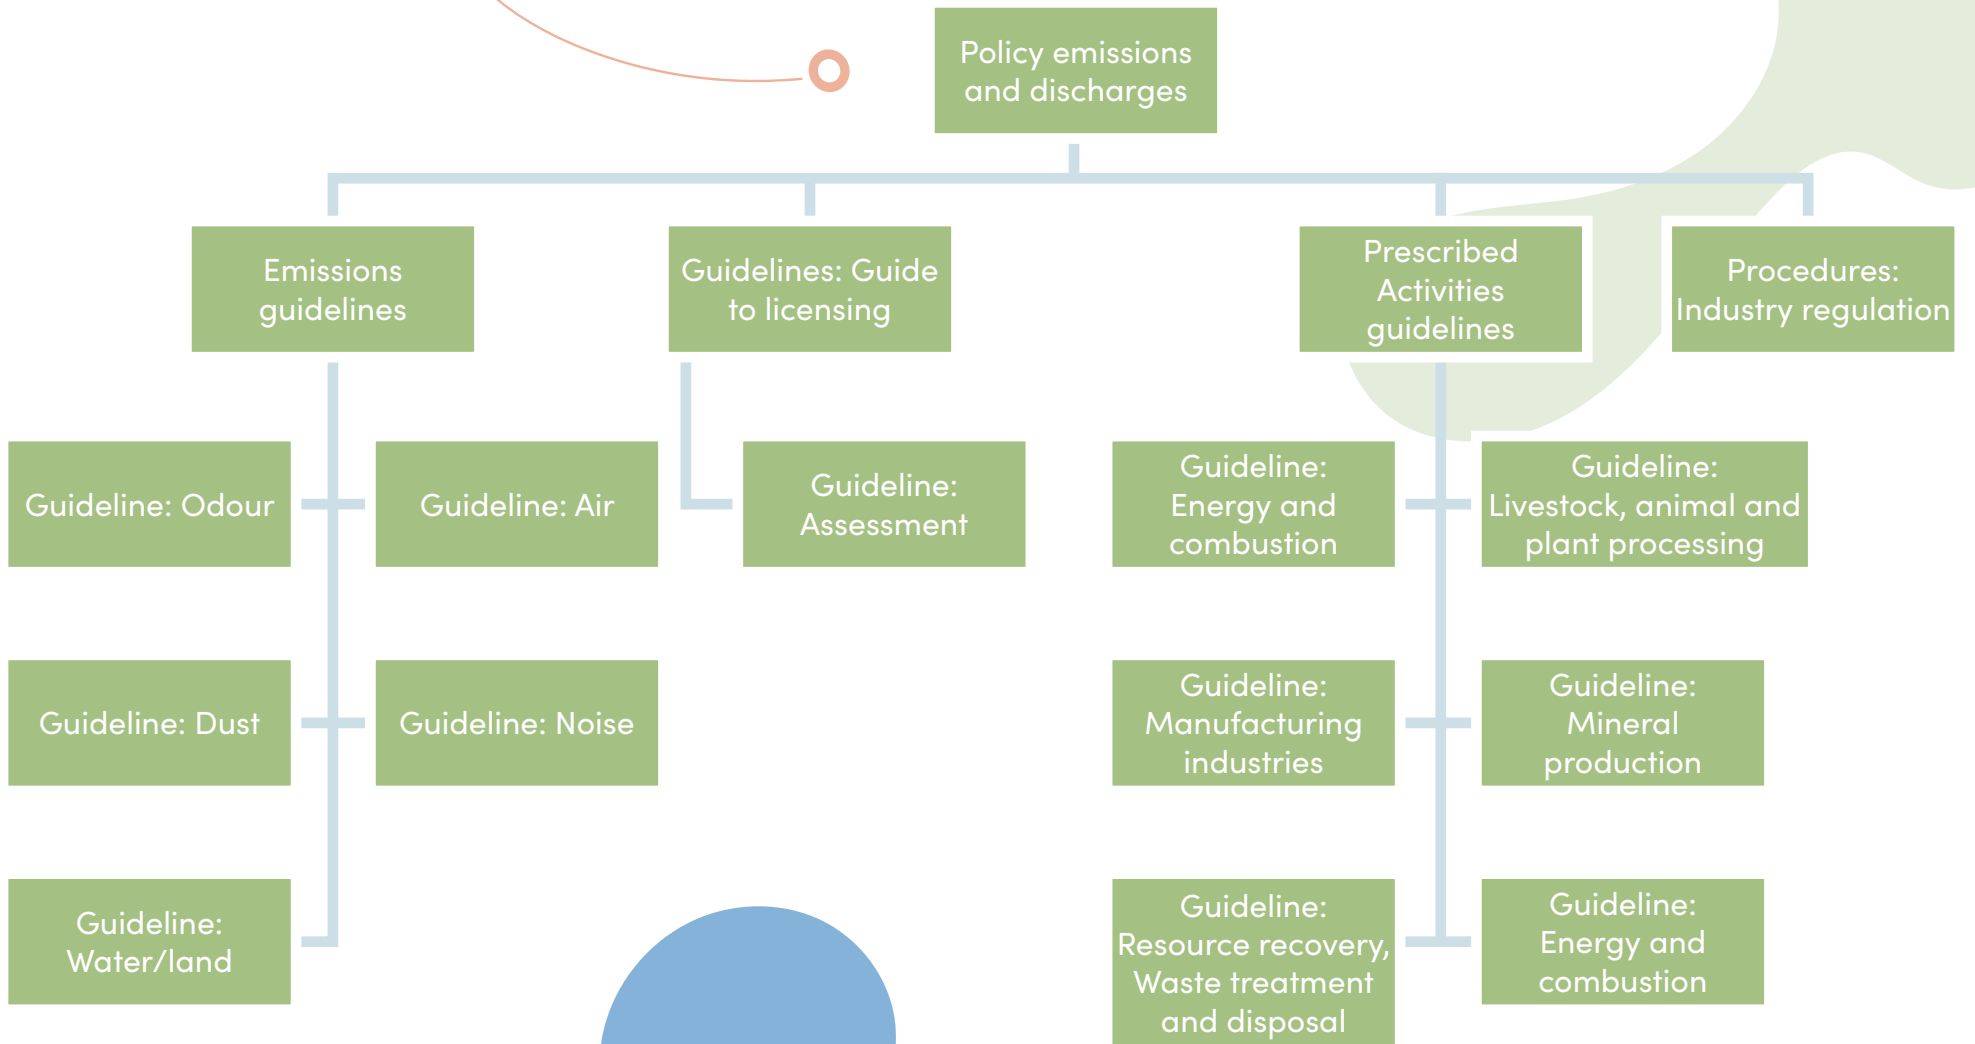 Policy emissions
and discharges
Emissions
guidelines
Guidelines: Guide
to licensing
Prescribed
Activities
guidelines
Procedures:
Industry regulation
Guideline: Odour
Guideline: Air
Guideline:
Assessment
Guideline:
Energy and
combustion
Guideline:
Livestock, animal and
plant processing
Guideline: Dust
Guideline: Noise
Guideline:
Manufacturing
industries
Guideline:
Mineral
production
Guideline:
Water/land
Guideline:
Resource recovery,
Waste treatment
and disposal
Guideline:
Energy and
combustion